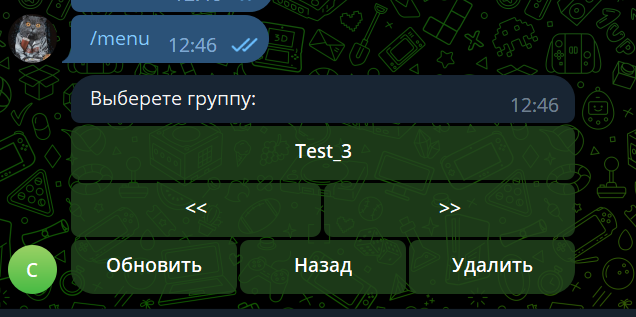 /menu 12:46
Выберете группу: 12:46
Test_3
<< >>
Обновить Назад Удалить
С